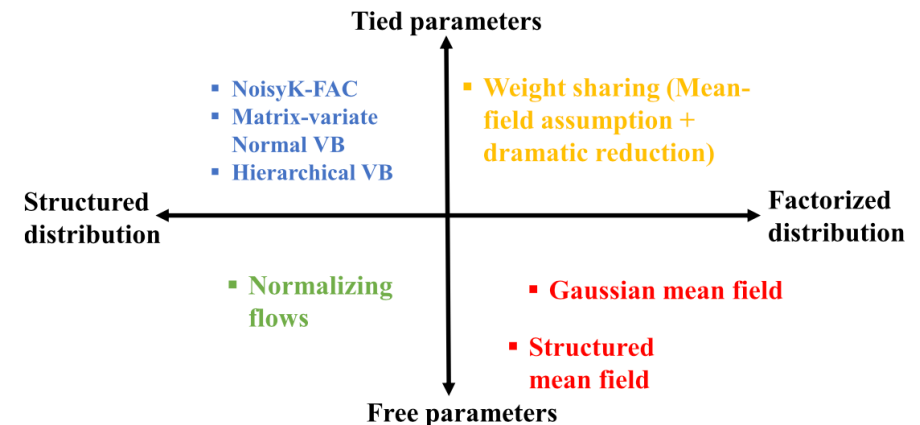 Tied parameters
▪ NoisyK-FAC
▪ Matrix-variate
Normal VB
▪ Hierarchical VB
▪ Weight sharing (Mean-
field assumption +
dramatic reduction)
Structured
distribution
Factorized
distribution
▪ Normalizing
flows
▪ Gaussian mean field
▪ Structured
mean field
Free parameters